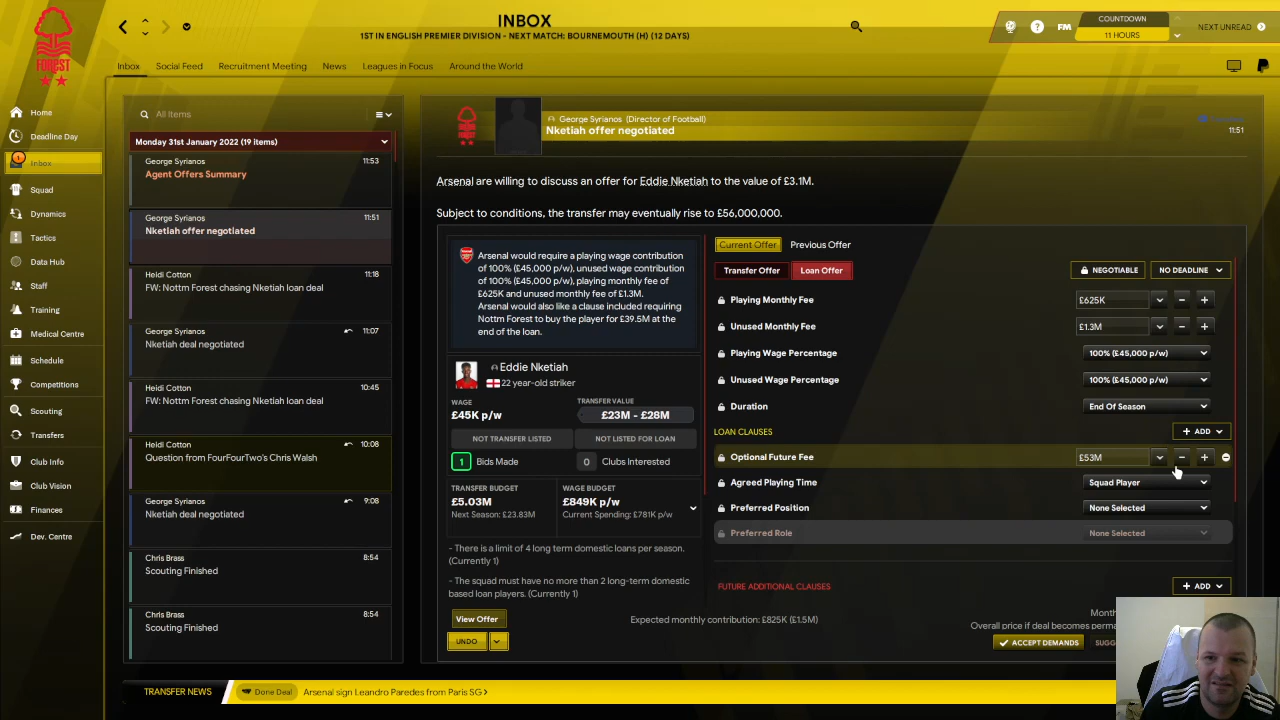 INBOX
1ST IN ENGLISH PREMIER DIVISION - NEXT MATCH: BOURNEMOUTH (H) (12 DAYS)
FM
COUNTDOWN
11 HOURS
NEXT UNREAD
FOREST
Inbox
Social Feed
Recruitment Meeting
News
Leagues in Focus
Around the World
Home
Deadline Day
1
Inbox
Squad
Dynamics
Tactics
Data Hub
Staff
Training
Medical Centre
Schedule
Competitions
Scouting
Transfers
Club Info
Club Vision
Finances
Dev. Centre
All Items
Monday 31st January 2022 (19 items)
George Syrianos 11:53
Agent Offers Summary
George Syrianos 11:51
Nketiah offer negotiated
Heidi Cotton 11:18
FW: Nottm Forest chasing Nketiah loan deal
George Syrianos 11:07
Nketiah deal negotiated
Heidi Cotton 10:45
FW: Nottm Forest chasing Nketiah loan deal
Heidi Cotton 10:08
Question from FourFourTwo's Chris Walsh
George Syrianos 9:08
Nketiah deal negotiated
Chris Brass 8:54
Scouting Finished
Chris Brass 8:54
Scouting Finished
George Syrianos (Director of Football)
Nketiah offer negotiated
11:51
Arsenal are willing to discuss an offer for Eddie Nketiah to the value of £3.1M.
Subject to conditions, the transfer may eventually rise to £56,000,000.
Arsenal would require a playing wage contribution
of 100% (£45,000 p/w), unused wage contribution
of 100% (£45,000 p/w), playing monthly fee of
£625K and unused monthly fee of £1.3M.
Arsenal would also like a clause included requiring
Nottm Forest to buy the player for £39.5M at the
end of the loan.
Eddie Nketiah
22 year-old striker
WAGE
£45K p/w
TRANSFER VALUE
£23M - £28M
NOT TRANSFER LISTED
NOT LISTED FOR LOAN
1 Bids Made
0 Clubs Interested
TRANSFER BUDGET
£5.03M
Next Season: £23.83M
WAGE BUDGET
£849K p/w
Current Spending: £781K p/w
- There is a limit of 4 long term domestic loans per season.
(Currently 1)
- The squad must have no more than 2 long-term domestic
based loan players. (Currently 1)
View Offer
UNDO
Current Offer
Previous Offer
Transfer Offer
Loan Offer
NEGOTIABLE
NO DEADLINE
Playing Monthly Fee £625K
Unused Monthly Fee £1.3M
Playing Wage Percentage 100% (£45,000 p/w)
Unused Wage Percentage 100% (£45,000 p/w)
Duration End Of Season
LOAN CLAUSES
ADD
Optional Future Fee £53M
Agreed Playing Time Squad Player
Preferred Position None Selected
Preferred Role None Selected
FUTURE ADDITIONAL CLAUSES
ADD
Expected monthly contribution: £825K (£1.5M)
Overall price if deal becomes
ACCEPT DEMANDS
TRANSFER NEWS
Done Deal
Arsenal sign Leandro Paredes from Paris SG